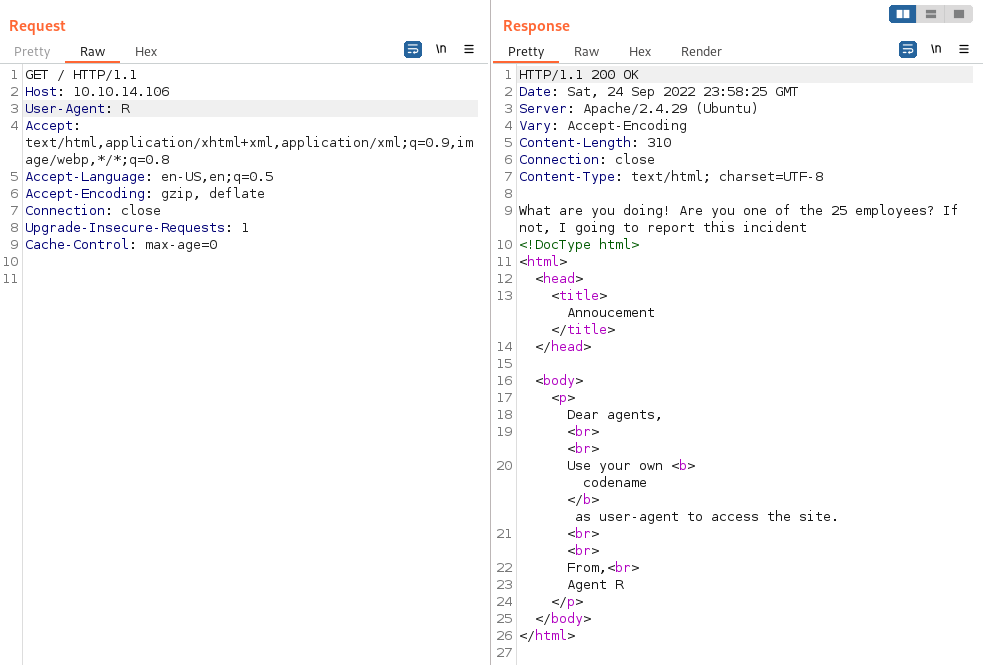 Request
Pretty Raw Hex \n
1 GET / HTTP/1.1
2 Host: 10.10.14.106
3 User-Agent: R
4 Accept:
text/html,application/xhtml+xml,application/xml;q=0.9,im
age/webp,*/*;q=0.8
5 Accept-Language: en-US,en;q=0.5
6 Accept-Encoding: gzip, deflate
7 Connection: close
8 Upgrade-Insecure-Requests: 1
9 Cache-Control: max-age=0
10
11
Response
Pretty Raw Hex Render \n
1 HTTP/1.1 200 OK
2 Date: Sat, 24 Sep 2022 23:58:25 GMT
3 Server: Apache/2.4.29 (Ubuntu)
4 Vary: Accept-Encoding
5 Content-Length: 310
6 Connection: close
7 Content-Type: text/html; charset=UTF-8
8
9 What are you doing! Are you one of the 25 employees? If
not, I going to report this incident
10 <!DocType html>
11 <html>
12 <head>
13 <title>
Annoucement
</title>
14 </head>
15
16 <body>
17 <p>
18 Dear agents,
19 <br>
<br>
20 Use your own <b>
codename
</b>
as user-agent to access the site.
21 <br>
<br>
22 From,<br>
23 Agent R
24 </p>
25 </body>
26 </html>
27